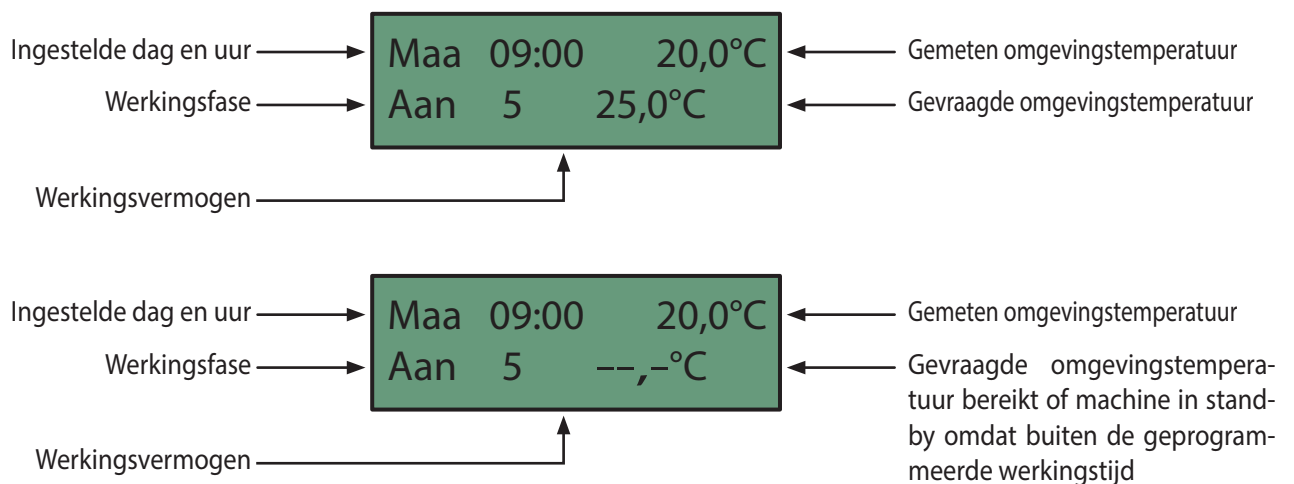 Ingestelde dag en uur
Maa 09:00 20,0°C
Gemeten omgevingstemperatuur
Werkingsfase
Aan 5 25,0°C
Gevraagde omgevingstemperatuur
Werkingsvermogen
Ingestelde dag en uur
Maa 09:00 20,0°C
Gemeten omgevingstemperatuur
Werkingsfase
Aan 5 --,-°C
Gevraagde omgevingstempera-
tuur bereikt of machine in stand-
by omdat buiten de geprogram-
meerde werkingstijd
Werkingsvermogen